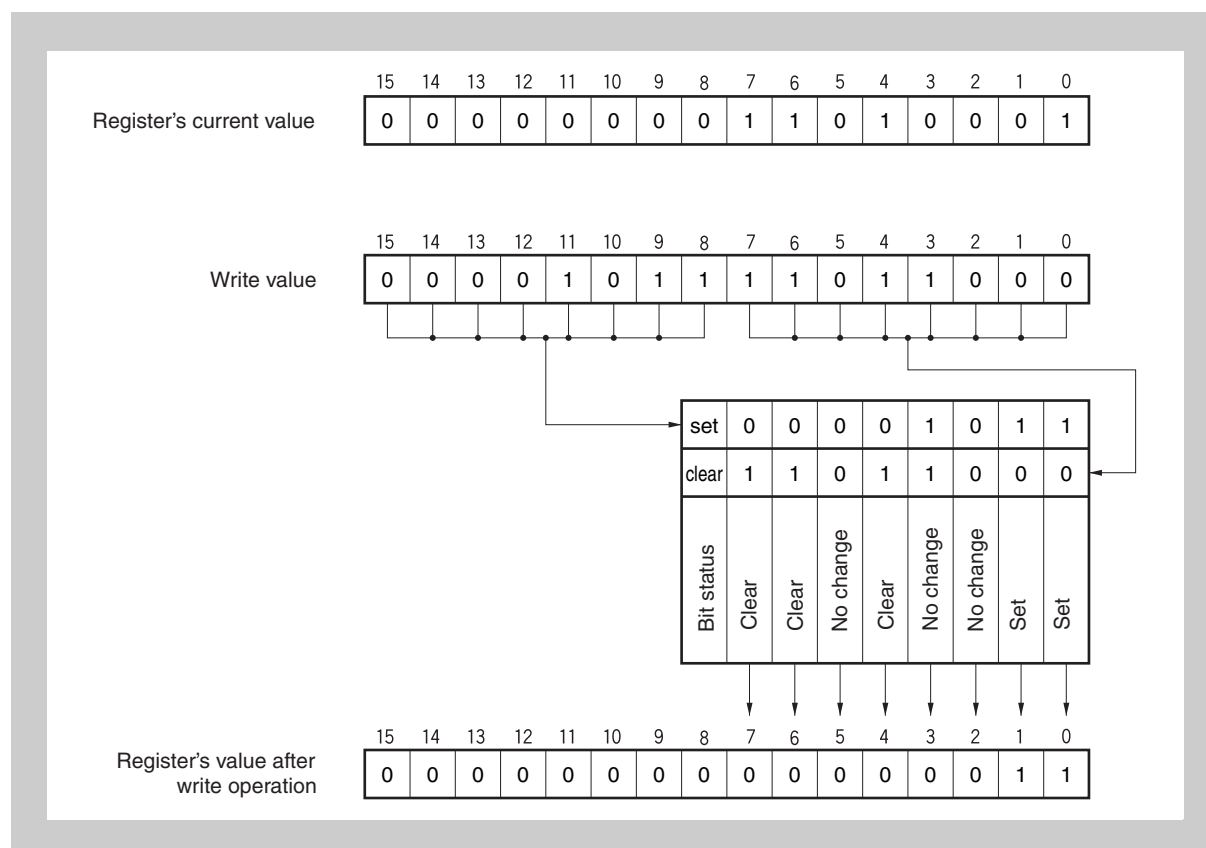 15 14 13 12 11 10 9 8 7 6 5 4 3 2 1 0
Register's current value 0 0 0 0 0 0 0 0 1 1 0 1 0 0 0 1
15 14 13 12 11 10 9 8 7 6 5 4 3 2 1 0
Write value 0 0 0 0 1 0 1 1 1 1 0 1 1 0 0 0
set 0 0 0 0 1 0 1 1
clear 1 1 0 1 1 0 0 0
Bit status Clear Clear No change Clear No change No change Set Set
15 14 13 12 11 10 9 8 7 6 5 4 3 2 1 0
Register's value after
write operation 0 0 0 0 0 0 0 0 0 0 0 0 0 0 1 1